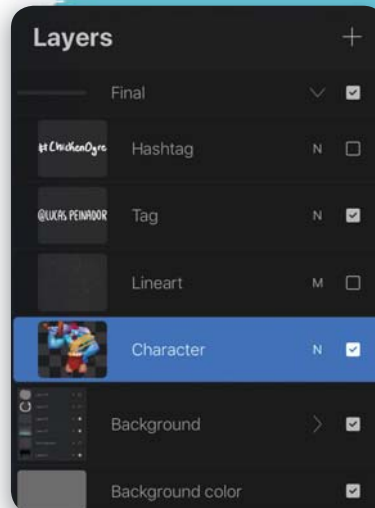 Layers
Final
#ChickenOgre Hashtag N
@LUCAS PEINADOR Tag N
Lineart M
Character N
Background
Background color